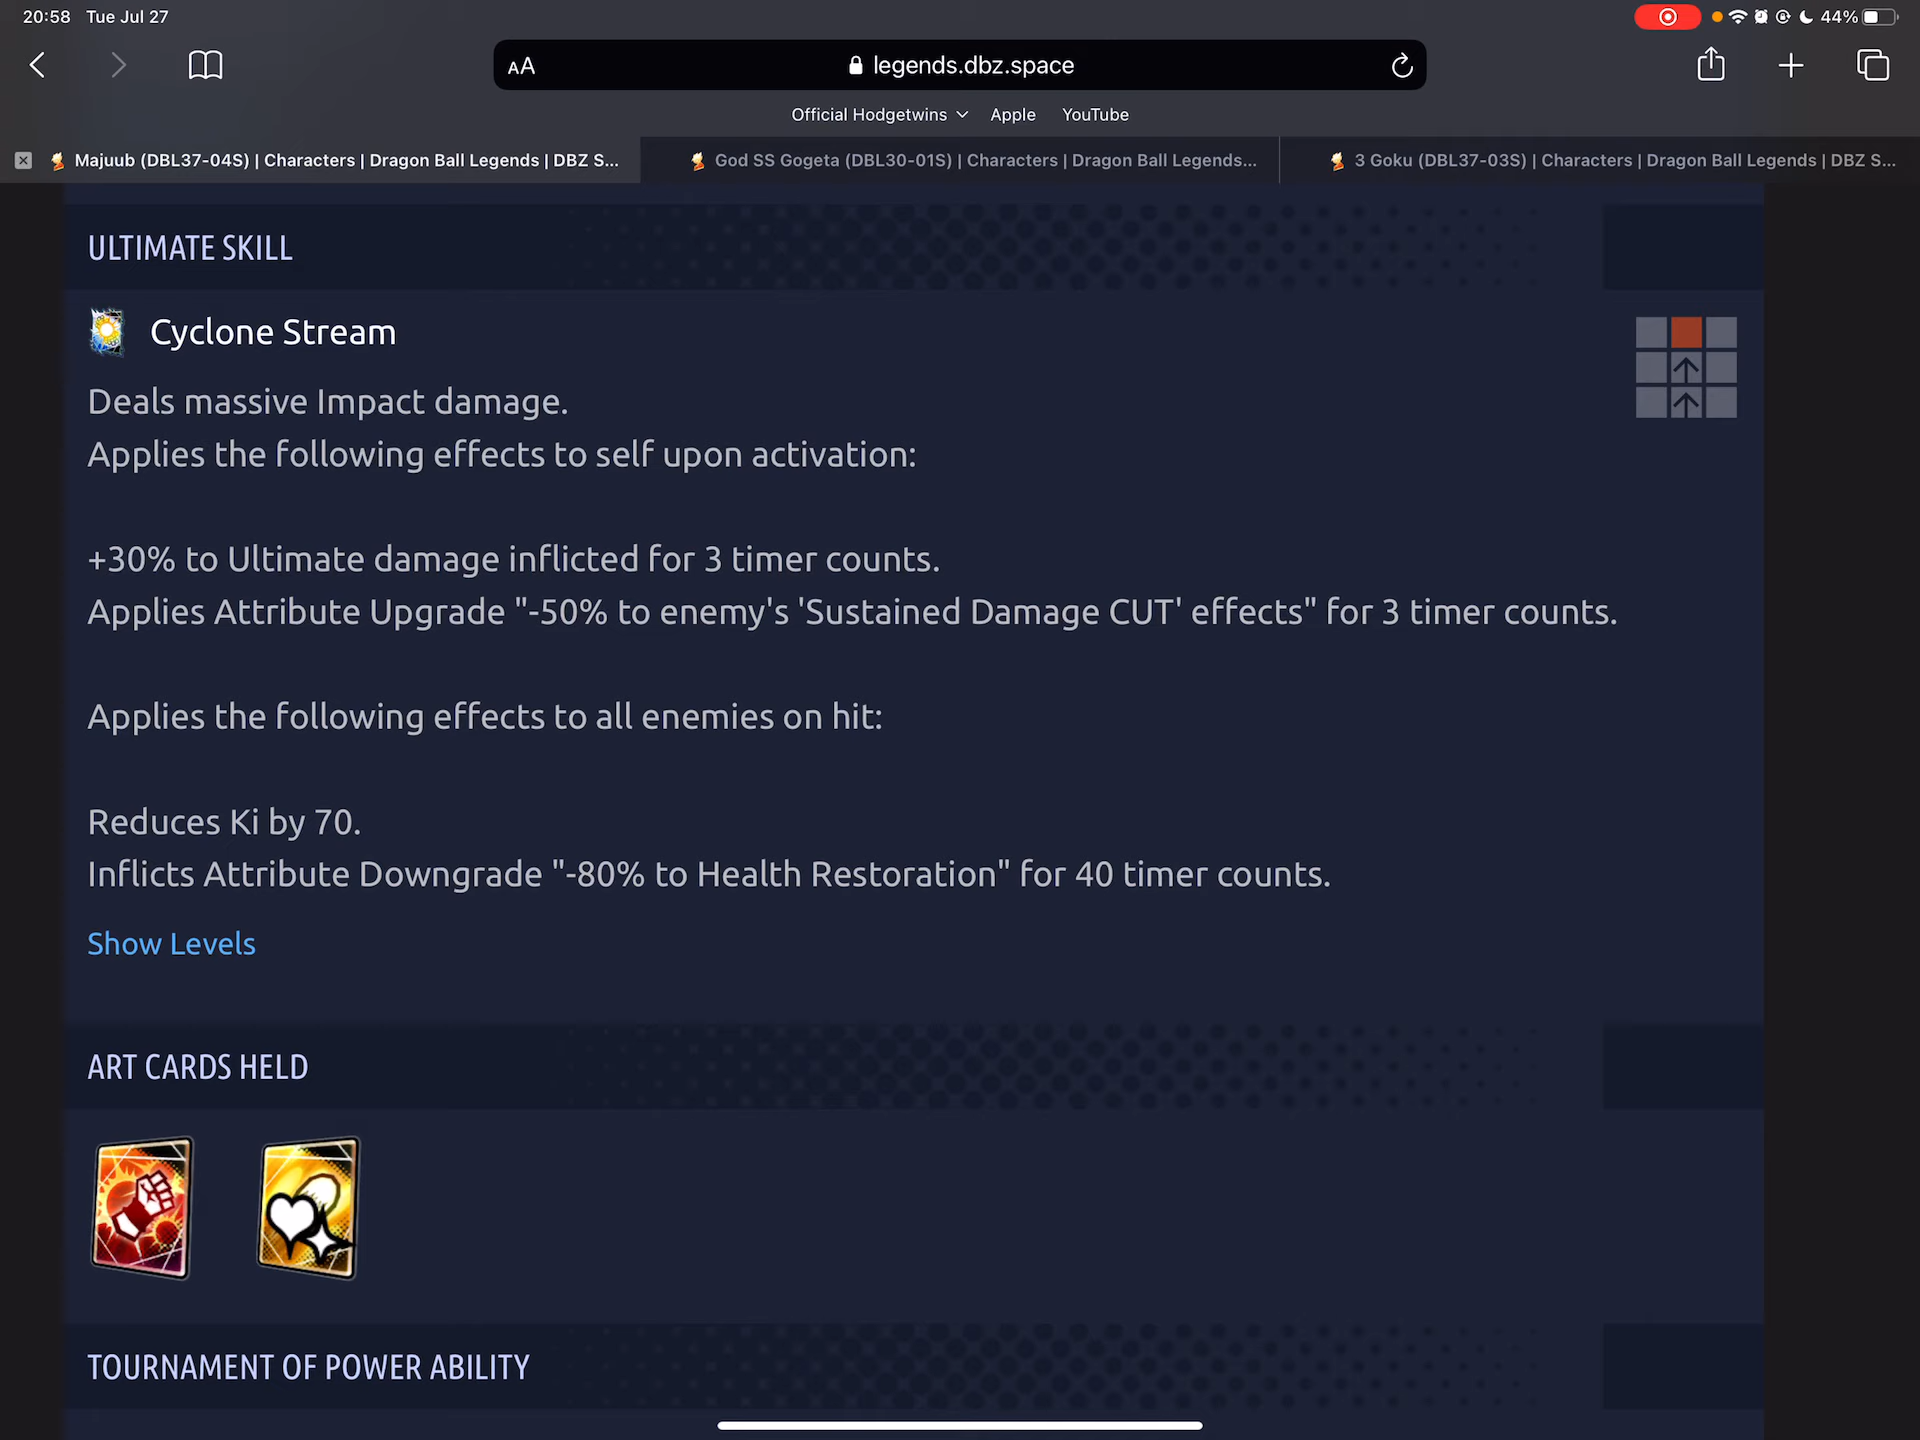 20:58 Tue Jul 27
44%
AA
legends.dbz.space
Official Hodgetwins
Apple
YouTube
Majuub (DBL37-04S) | Characters | Dragon Ball Legends | DBZ S...
God SS Gogeta (DBL30-01S) | Characters | Dragon Ball Legends...
3 Goku (DBL37-03S) | Characters | Dragon Ball Legends | DBZ S...
ULTIMATE SKILL
Cyclone Stream
Deals massive Impact damage.
Applies the following effects to self upon activation:
+30% to Ultimate damage inflicted for 3 timer counts.
Applies Attribute Upgrade "-50% to enemy's 'Sustained Damage CUT' effects" for 3 timer counts.
Applies the following effects to all enemies on hit:
Reduces Ki by 70.
Inflicts Attribute Downgrade "-80% to Health Restoration" for 40 timer counts.
Show Levels
ART CARDS HELD
TOURNAMENT OF POWER ABILITY